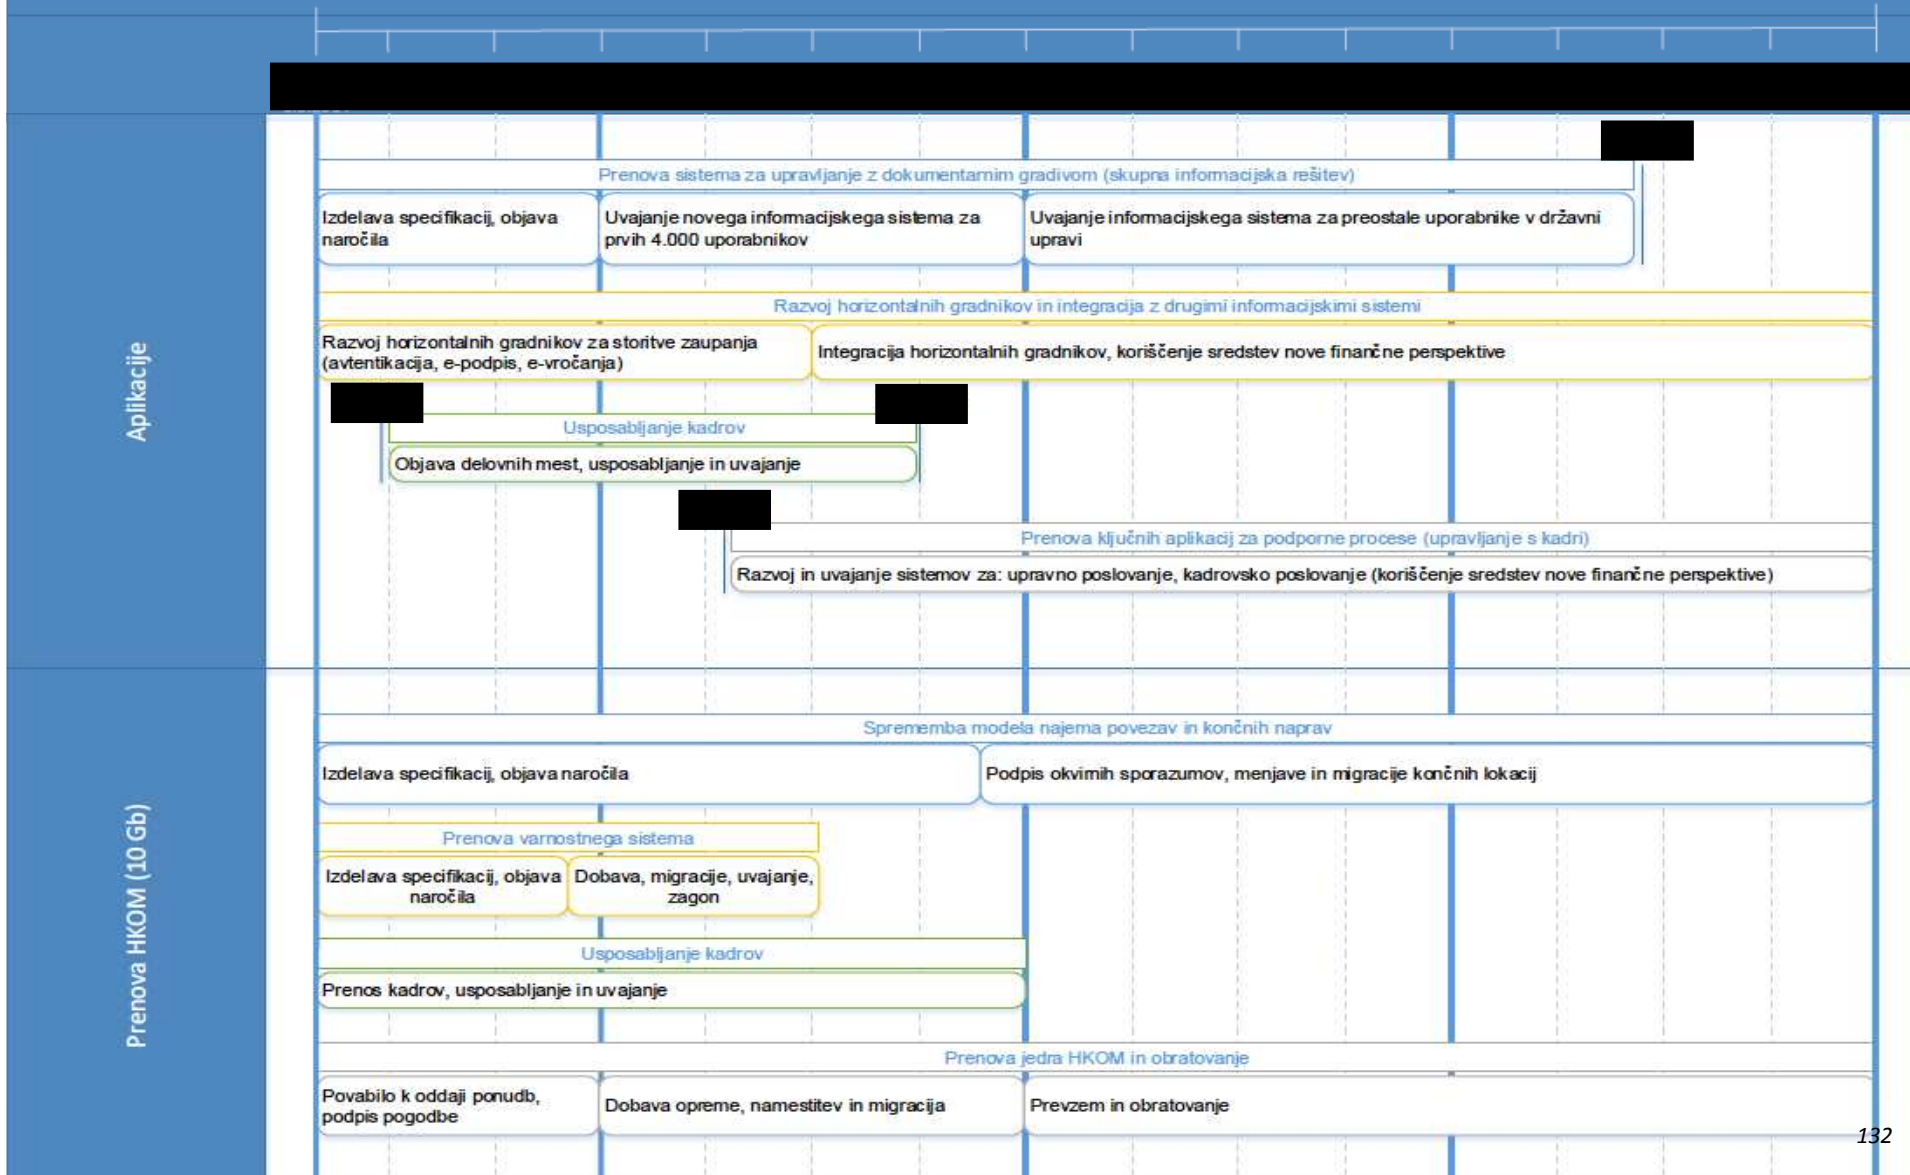 Aplikacije
Prenova sistema za upravljanje z dokumentarnim gradivom (skupna informacijska rešitev)
Izdelava specifikacij, objava
naročila
Uvajanje novega informacijskega sistema za
prvih 4.000 uporabnikov
Uvajanje informacijskega sistema za preostale uporabnike v državni
upravi
Razvoj horizontalnih gradnikov in integracija z drugimi informacijskimi sistemi
Razvoj horizontalnih gradnikov za storitve zaupanja
(avtentikacija, e-podpis, e-vročanja)
Integracija horizontalnih gradnikov, koriščenje sredstev nove finančne perspektive
Usposabljanje kadrov
Objava delovnih mest, usposabljanje in uvajanje
Prenova ključnih aplikacij za podporne procese (upravljanje s kadri)
Razvoj in uvajanje sistemov za: upravno poslovanje, kadrovsko poslovanje (koriščenje sredstev nove finančne perspektive)
Prenova HKOM (10 Gb)
Sprememba modela najema povezav in končnih naprav
Izdelava specifikacij, objava naročila
Podpis okvirnih sporazumov, menjave in migracije končnih lokacij
Prenova varnostnega sistema
Izdelava specifikacij, objava
naročila
Dobava, migracije, uvajanje,
zagon
Usposabljanje kadrov
Prenos kadrov, usposabljanje in uvajanje
Prenova jedra HKOM in obratovanje
Povabilo k oddaji ponudb,
podpis pogodbe
Dobava opreme, namestitev in migracija
Prevzem in obratovanje
132